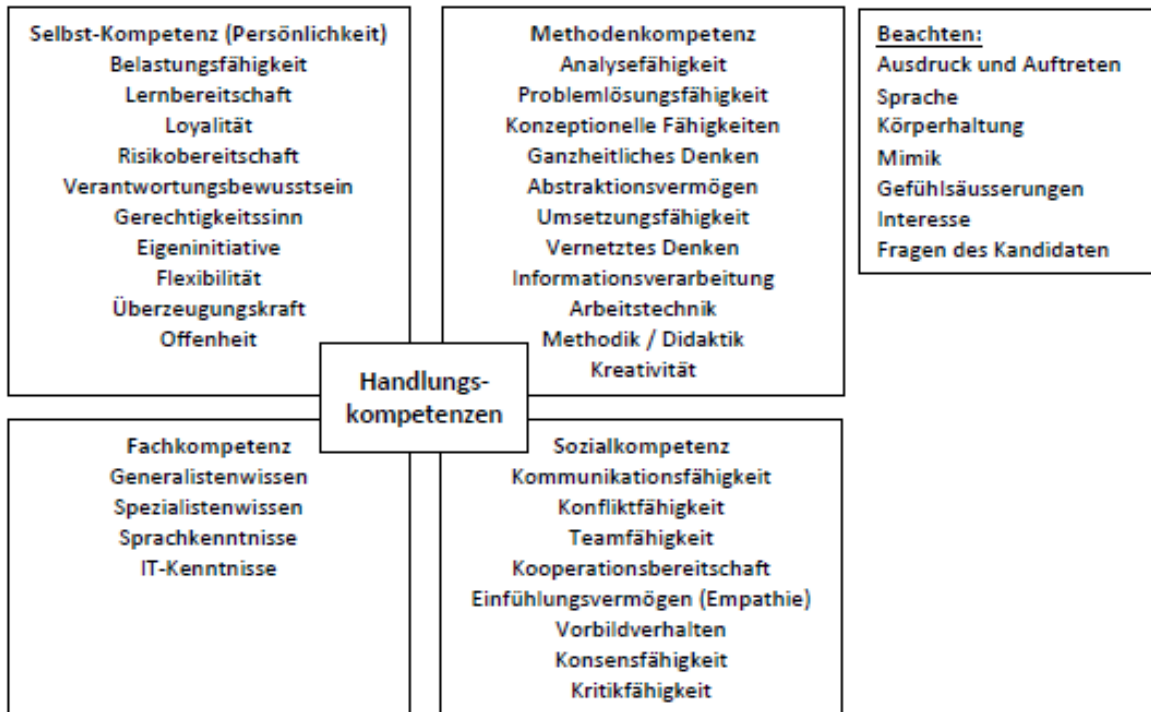 Selbst-Kompetenz (Persönlichkeit)
Belastungsfähigkeit
Lernbereitschaft
Loyalität
Risikobereitschaft
Verantwortungsbewusstsein
Gerechtigkeitssinn
Eigeninitiative
Flexibilität
Überzeugungskraft
Offenheit
Methodenkompetenz
Analysefähigkeit
Problemlösungsfähigkeit
Konzeptionelle Fähigkeiten
Ganzheitliches Denken
Abstraktionsvermögen
Umsetzungsfähigkeit
Vernetztes Denken
Informationsverarbeitung
Arbeitstechnik
Methodik / Didaktik
Kreativität
Beachten:
Ausdruck und Auftreten
Sprache
Körperhaltung
Mimik
Gefühlsäusserungen
Interesse
Fragen des Kandidaten
Handlungs-
kompetenzen
Fachkompetenz
Generalistenwissen
Spezialistenwissen
Sprachkenntnisse
IT-Kenntnisse
Sozialkompetenz
Kommunikationsfähigkeit
Konfliktfähigkeit
Teamfähigkeit
Kooperationsbereitschaft
Einfühlungsvermögen (Empathie)
Vorbildverhalten
Konsensfähigkeit
Kritikfähigkeit